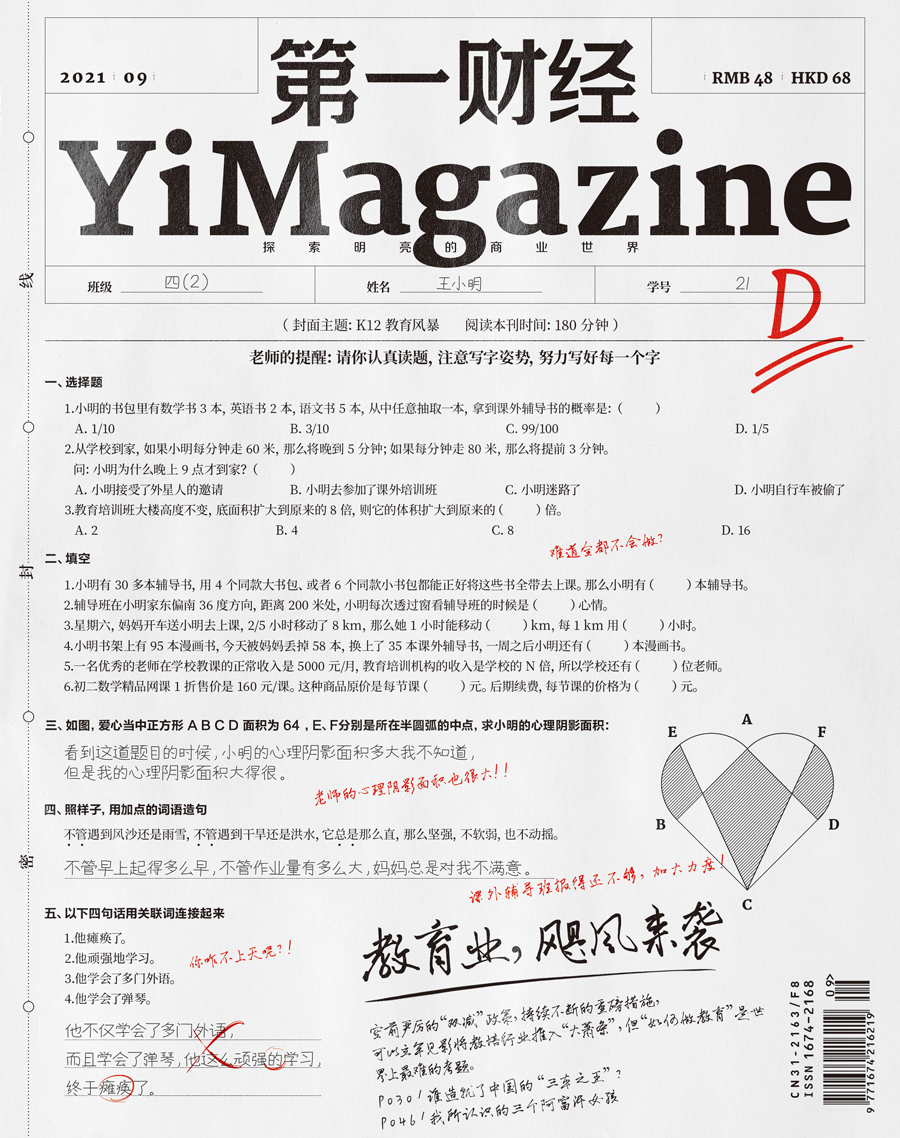 2021 09
第一财经
RMB 48 HKD 68
YiMagazine
探索明亮的商业世界
班级 四(2) 姓名 王小明 学号 21
D
(封面主题: K12 教育风暴 阅读本刊时间: 180 分钟)
老师的提醒: 请你认真读题, 注意写字姿势, 努力写好每一个字
一、选择题
1.小明的书包里有数学书 3 本, 英语书 2 本, 语文书 5 本, 从中任意抽取一本, 拿到课外辅导书的概率是: ( )
A. 1/10 B. 3/10 C. 99/100 D. 1/5
2.从学校到家, 如果小明每分钟走 60 米, 那么将晚到 5 分钟; 如果每分钟走 80 米, 那么将提前 3 分钟。
问: 小明为什么晚上 9 点才到家? ( )
A. 小明接受了外星人的邀请 B. 小明去参加了课外培训班 C. 小明迷路了 D. 小明自行车被偷了
3.教育培训班大楼高度不变, 底面积扩大到原来的 8 倍, 则它的体积扩大到原来的 ( ) 倍。
A. 2 B. 4 C. 8 D. 16
难道全都不会做?
二、填空
1.小明有 30 多本辅导书, 用 4 个同款大书包、或者 6 个同款小书包都能正好将这些书全带去上课。那么小明有 ( ) 本辅导书。
2.辅导班在小明家东偏南 36 度方向, 距离 200 米处, 小明每次透过窗看辅导班的时候是 ( ) 心情。
3.星期六, 妈妈开车送小明去上课, 2/5 小时移动了 8 km, 那么她 1 小时能移动 ( ) km, 每 1 km 用 ( ) 小时。
4.小明书架上有 95 本漫画书, 今天被妈妈丢掉 58 本, 换上了 35 本课外辅导书, 一周之后小明还有 ( ) 本漫画书。
5.一名优秀的老师在学校教课的正常收入是 5000 元/月, 教育培训机构的收入是学校的 N 倍, 所以学校还有 ( ) 位老师。
6.初二数学精品网课 1 折售价是 160 元/课。这种商品原价是每节课 ( ) 元。后期续费, 每节课的价格为 ( ) 元。
三、如图, 爱心当中正方形 A B C D 面积为 64 , E、F分别是所在半圆弧的中点, 求小明的心理阴影面积:
看到这道题目的时候,小明的心理阴影面积多大我不知道,
但是我的心理阴影面积大得很。
老师的心理阴影面积也很大!!
E A F
B D
C
四、照样子, 用加点的词语造句
不管遇到风沙还是雨雪, 不管遇到干旱还是洪水, 它总是那么直, 那么坚强, 不软弱, 也不动摇。
不管早上起得多么早,不管作业量有多么大,妈妈总是对我不满意。
课外辅导班报得还不够,加大力度!
五、以下四句话用关联词连接起来
1.他瘫痪了。
2.他顽强地学习。
3.他学会了多门外语。
4.他学会了弹琴。
你咋不上天呢?!
他不仅学会了多门外语,
而且学会了弹琴,他这么顽强的学习,
终于瘫痪了。
教育业,飓风来袭
空前严厉的“双减”政策,持续不断的重磅措施,
可以立竿见影将教培行业推入“大萧条”,但“如何做教育”是世
界上最难的考题。
P030/谁造就了中国的“三车之王”?
P046/我所认识的三个阿富汗女孩
线
封
密
CN31-2163/F8
ISSN 1674-2168
09>
9 771674 216219